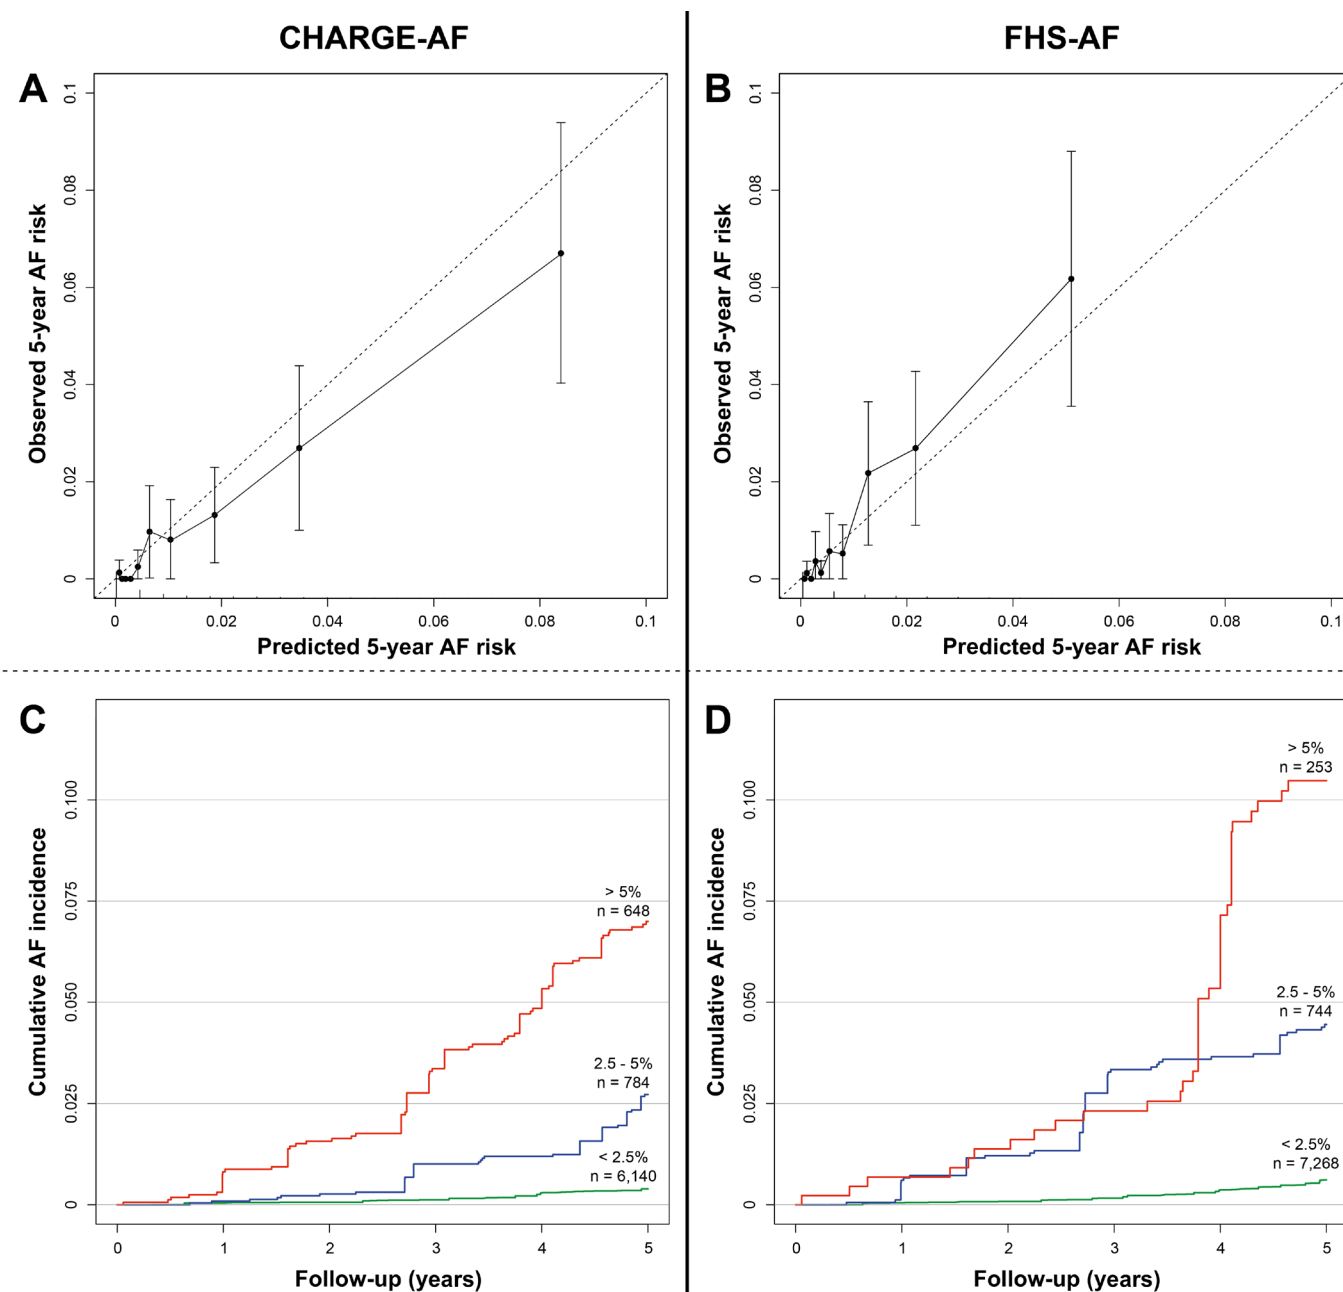 CHARGE-AF
FHS-AF
A
Observed 5-year AF risk
0.1
0.08
0.06
0.04
0.02
0
0
0.02
0.04
0.06
0.08
0.1
Predicted 5-year AF risk
B
Observed 5-year AF risk
0.1
0.08
0.06
0.04
0.02
0
0
0.02
0.04
0.06
0.08
0.1
Predicted 5-year AF risk
C
Cumulative AF incidence
0.100
0.075
0.050
0.025
0
> 5%
n = 648
2.5 - 5%
n = 784
< 2.5%
n = 6,140
0
1
2
3
4
5
Follow-up (years)
D
Cumulative AF incidence
0.100
0.075
0.050
0.025
0
> 5%
n = 253
2.5 - 5%
n = 744
< 2.5%
n = 7,268
0
1
2
3
4
5
Follow-up (years)